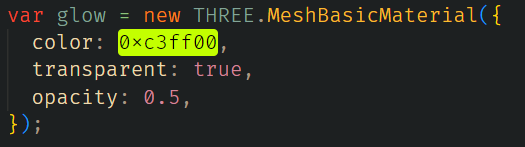 var glow = new THREE.MeshBasicMaterial({
color: 0xc3ff00,
transparent: true,
opacity: 0.5,
});